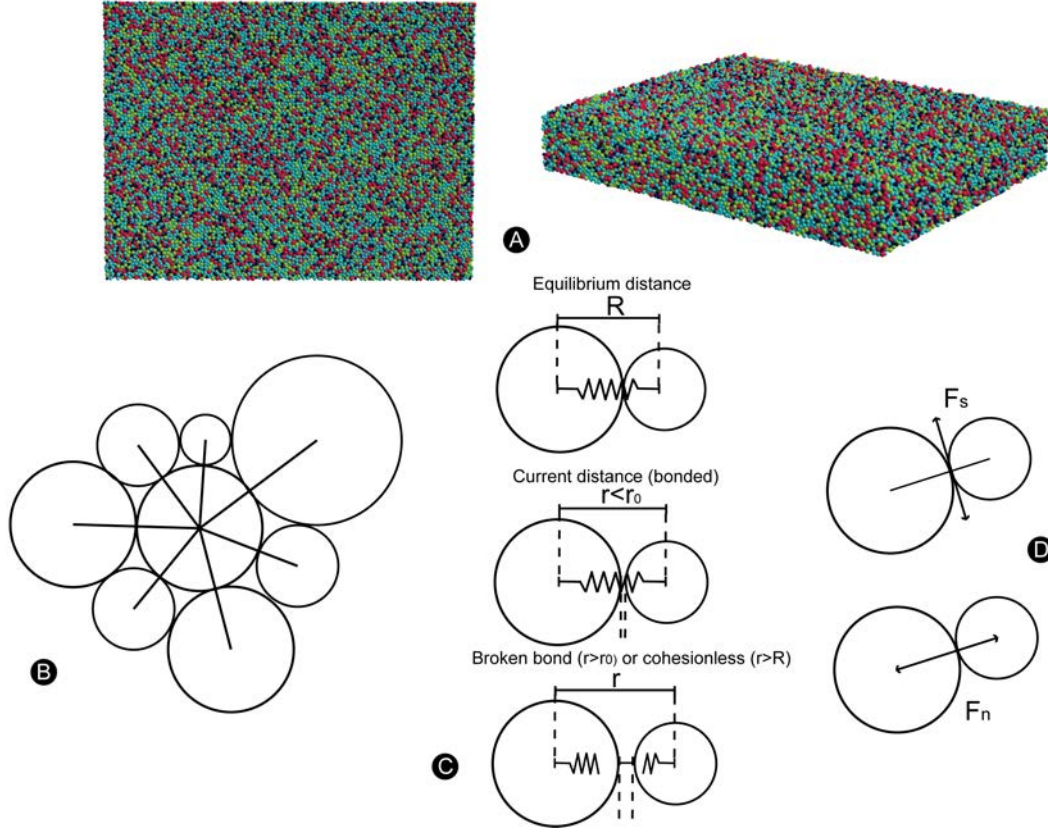 A
Equilibrium distance
R
Current distance (bonded)
r<r0
Broken bond (r>r0) or cohesionless (r>R)
r
B
C
Fs
D
Fn